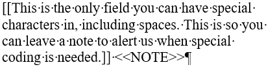 [[This·is·the·only·field·you·can·have·special·
characters·in,·including·spaces.·This·is·so·you·
can·leave·a·note·to·alert·us·when·special·
coding·is·needed.]]·<<NOTE>>¶